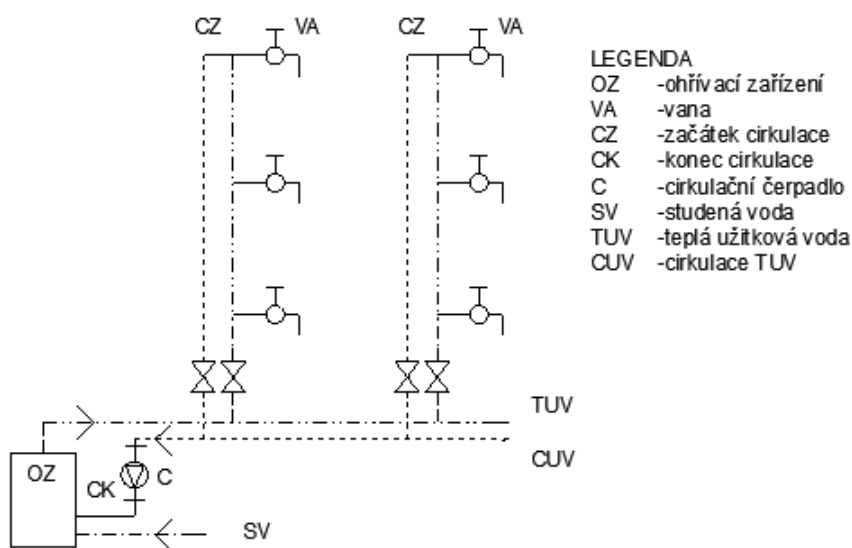 CZ VA CZ VA
LEGENDA
OZ -ohřívací zařízení
VA -vana
CZ -začátek cirkulace
CK -konec cirkulace
C -cirkulační čerpadlo
SV -studená voda
TUV -teplá užitková voda
CUV -cirkulace TUV
TUV
CUV
OZ
CK
C
SV